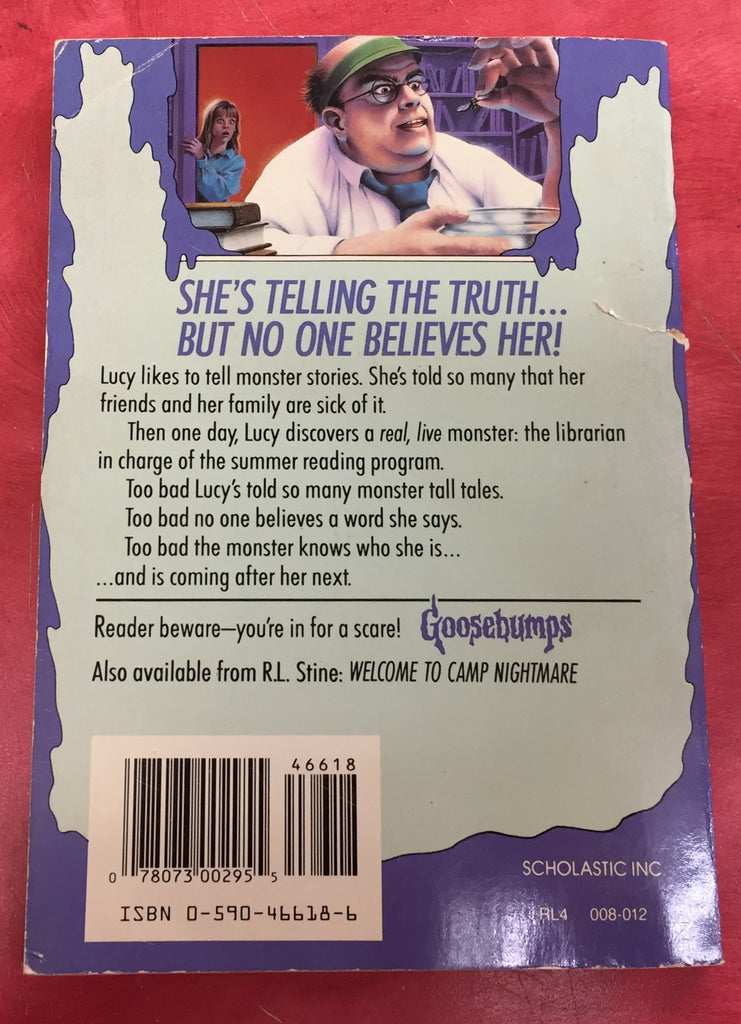 SHE'S TELLING THE TRUTH...
BUT NO ONE BELIEVES HER!
Lucy likes to tell monster stories. She's told so many that her
friends and her family are sick of it.
Then one day, Lucy discovers a real, live monster: the librarian
in charge of the summer reading program.
Too bad Lucy's told so many monster tall tales.
Too bad no one believes a word she says.
Too bad the monster knows who she is...
...and is coming after her next.
Reader beware—you're in for a scare! Goosebumps
Also available from R.L. Stine: WELCOME TO CAMP NIGHTMARE
46618
0 78073 00295 5
ISBN 0-590-46618-6
SCHOLASTIC INC
RL4 008-012